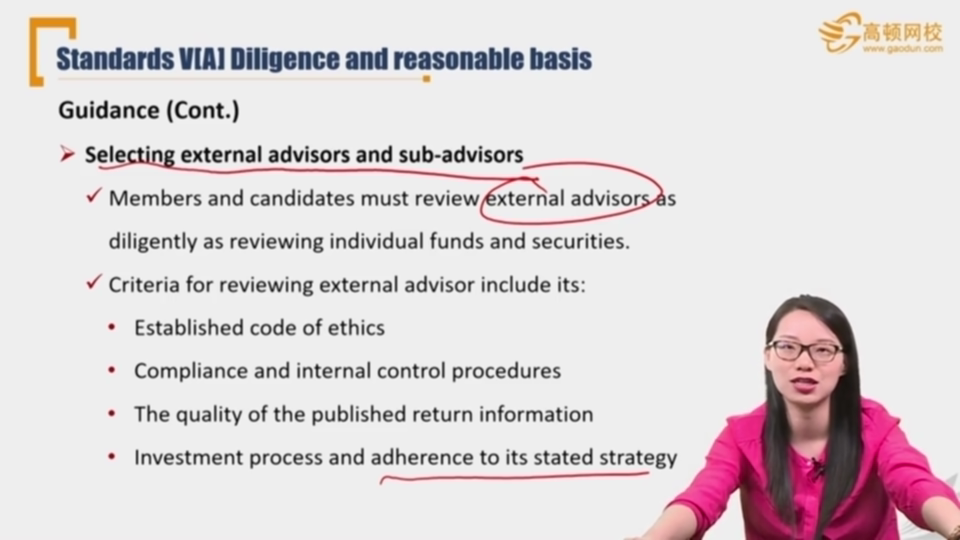 高顿网校
www.gaodun.com
Standards V[A] Diligence and reasonable basis
Guidance (Cont.)
Selecting external advisors and sub-advisors
Members and candidates must review external advisors as
diligently as reviewing individual funds and securities.
Criteria for reviewing external advisor include its:
Established code of ethics
Compliance and internal control procedures
The quality of the published return information
Investment process and adherence to its stated strategy